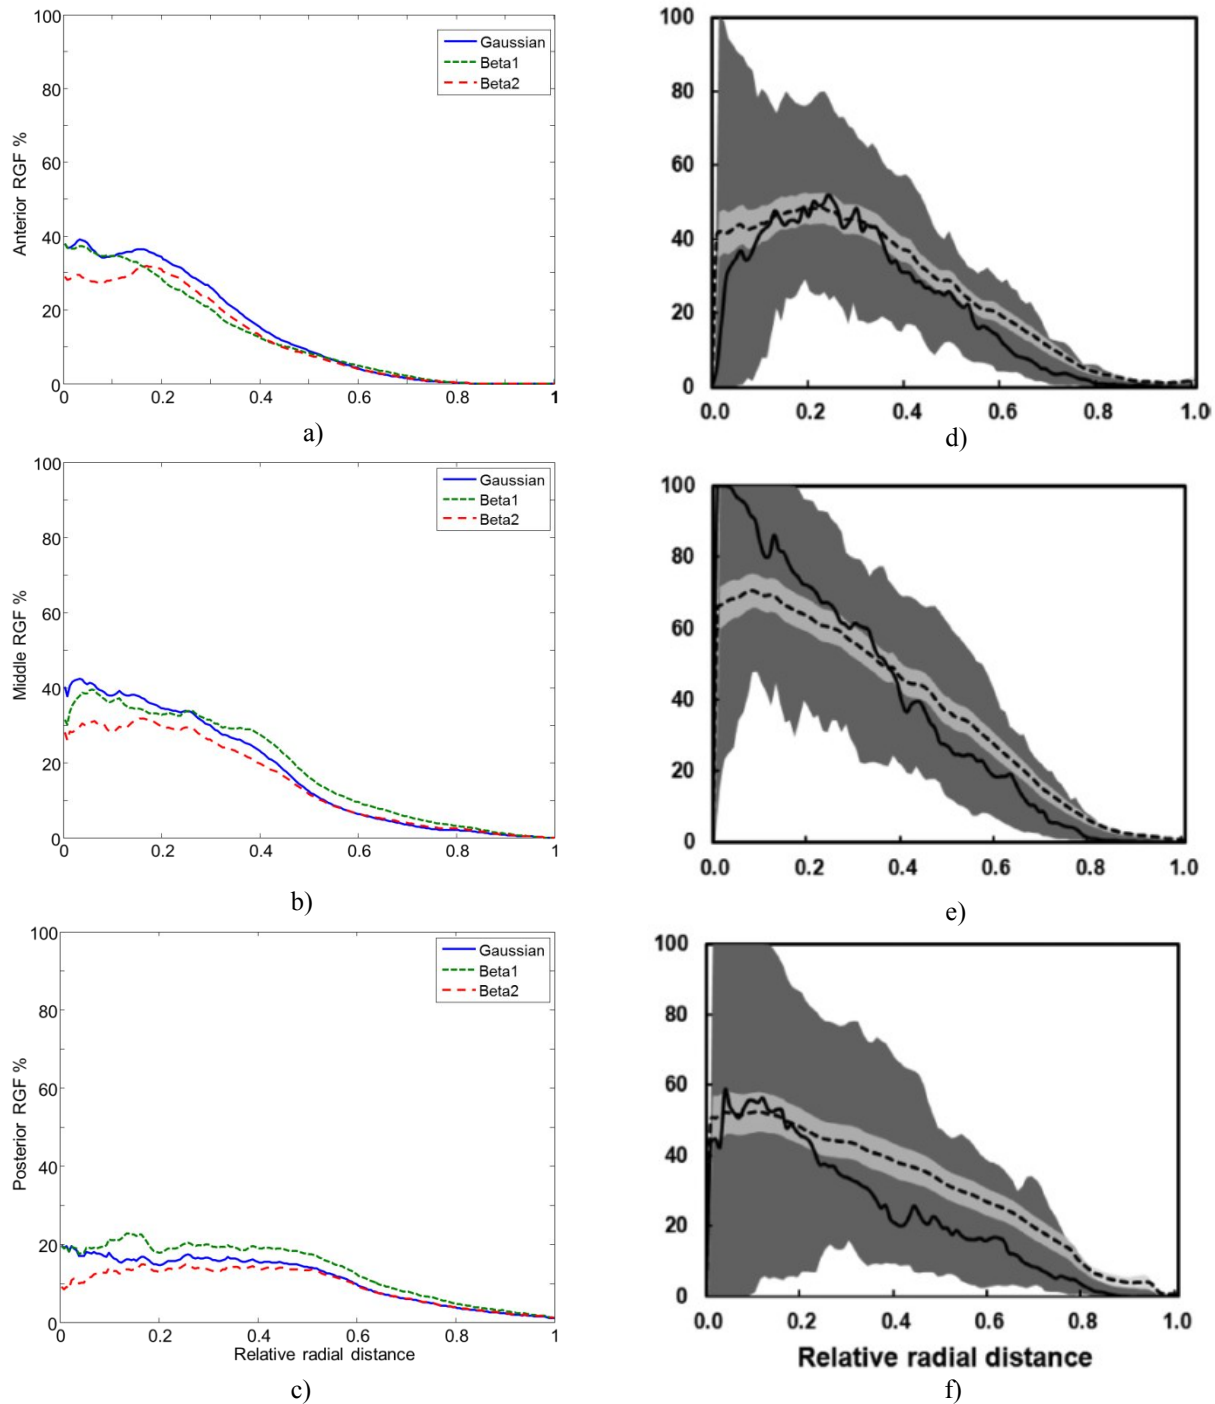 100
80
60
40
20
0
Anterior RGF %
Gaussian
Beta1
Beta2
0 0.2 0.4 0.6 0.8 1
a)
100
80
60
40
20
0
0.0 0.2 0.4 0.6 0.8 1.0
d)
100
80
60
40
20
0
Middle RGF %
Gaussian
Beta1
Beta2
0 0.2 0.4 0.6 0.8 1
b)
100
80
60
40
20
0
0.0 0.2 0.4 0.6 0.8 1.0
e)
100
80
60
40
20
0
Posterior RGF %
Gaussian
Beta1
Beta2
0 0.2 0.4 0.6 0.8 1
Relative radial distance
c)
100
80
60
40
20
0
0.0 0.2 0.4 0.6 0.8 1.0
Relative radial distance
f)